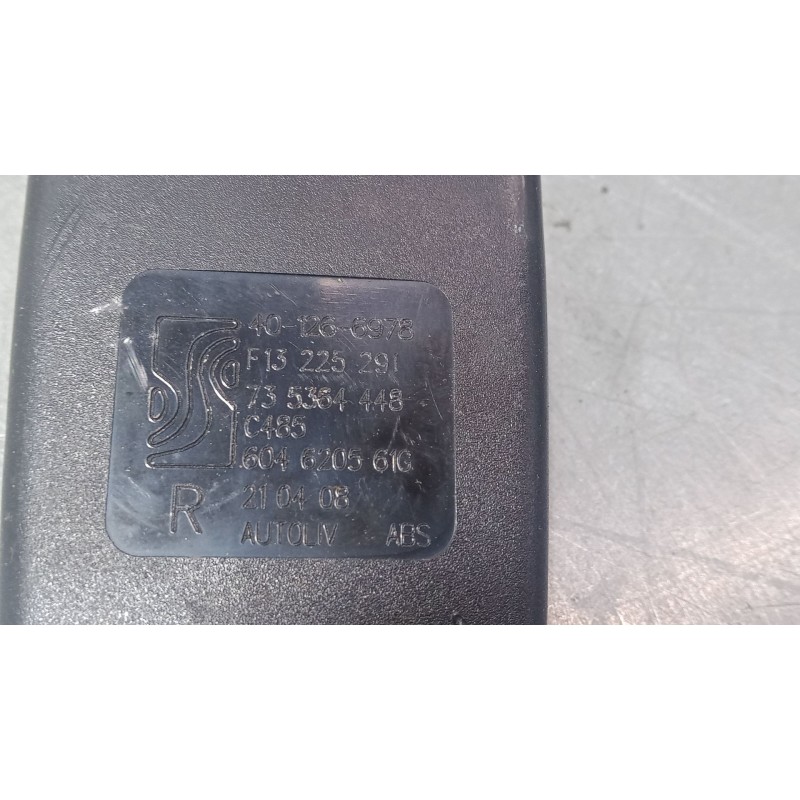 40-126-6978
F13 225 291
73 5364 448
C485
604 6205 61G
R 21 04 08
AUTOLIV ABS